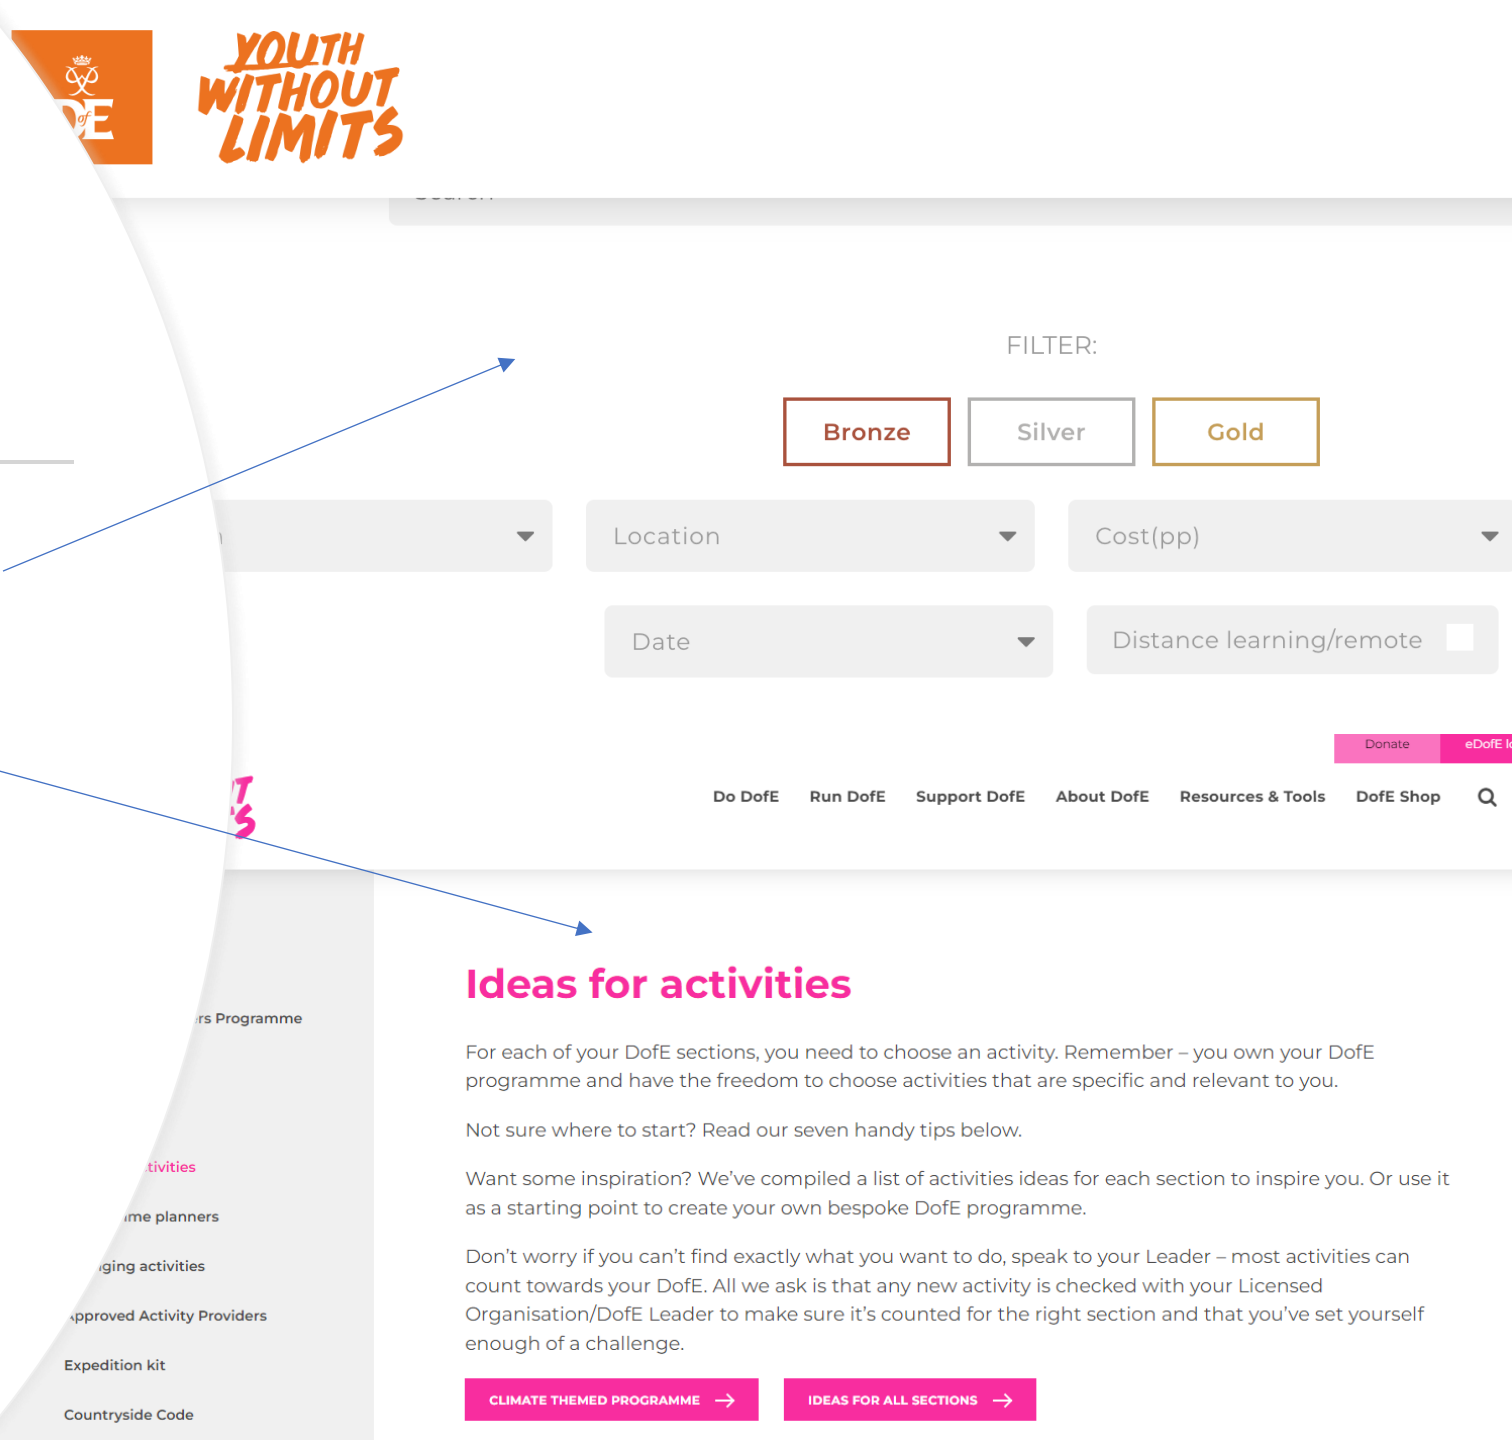 DofE
YOUTH
WITHOUT
LIMITS
FILTER:
Bronze
Silver
Gold
Location
Cost(pp)
Date
Distance learning/remote
Donate
eDofE
Do DofE
Run DofE
Support DofE
About DofE
Resources & Tools
DofE Shop
Programme
planners
activities
Approved Activity Providers
Expedition kit
Countryside Code
Ideas for activities
For each of your DofE sections, you need to choose an activity. Remember – you own your DofE
programme and have the freedom to choose activities that are specific and relevant to you.
Not sure where to start? Read our seven handy tips below.
Want some inspiration? We’ve compiled a list of activities ideas for each section to inspire you. Or use it
as a starting point to create your own bespoke DofE programme.
Don’t worry if you can’t find exactly what you want to do, speak to your Leader – most activities can
count towards your DofE. All we ask is that any new activity is checked with your Licensed
Organisation/DofE Leader to make sure it’s counted for the right section and that you’ve set yourself
enough of a challenge.
CLIMATE THEMED PROGRAMME
IDEAS FOR ALL SECTIONS